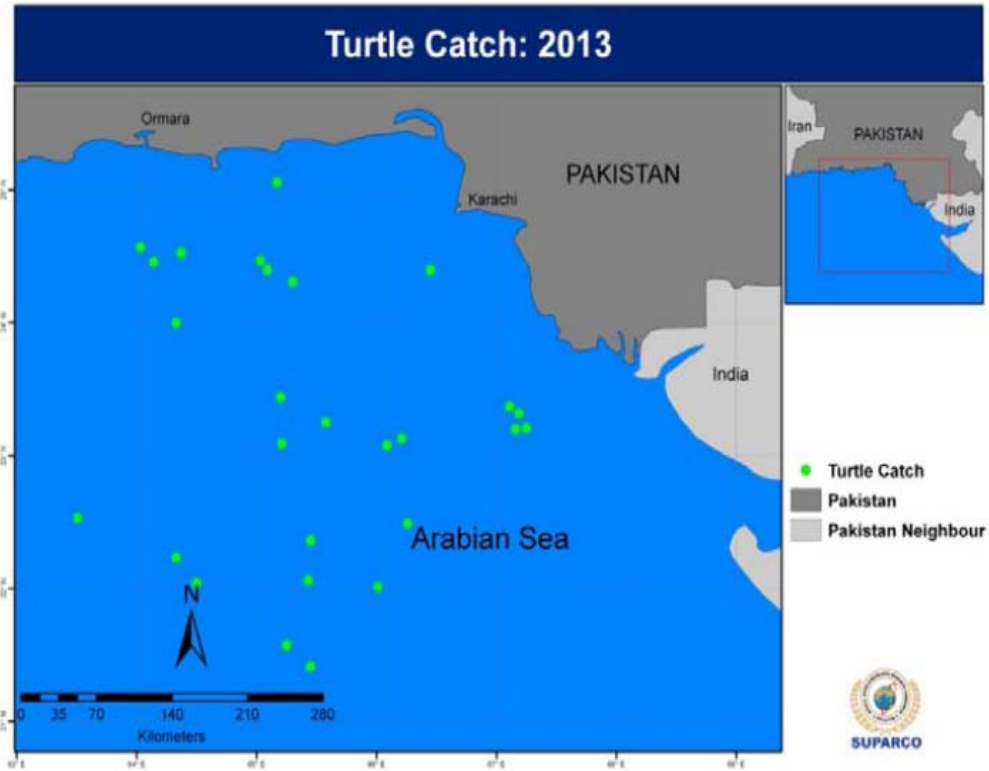 Turtle Catch: 2013
Ormara
PAKISTAN
Karachi
India
Arabian Sea
N
0 35 70 140 210 280
Kilometers
Iran
PAKISTAN
India
Turtle Catch
Pakistan
Pakistan Neighbour
SUPARCO